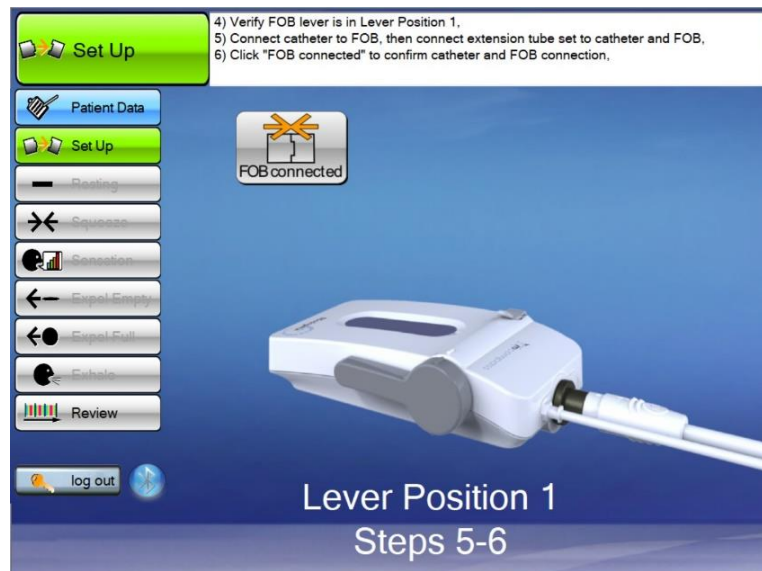 Set Up
4) Verify FOB lever is in Lever Position 1,
5) Connect catheter to FOB, then connect extension tube set to catheter and FOB,
6) Click "FOB connected" to confirm catheter and FOB connection,
Patient Data
Set Up
Resting
Squeeze
Sensation
Expel Empty
Expel Full
Exhale
Review
log out
FOB connected
Lever Position 1
Steps 5-6